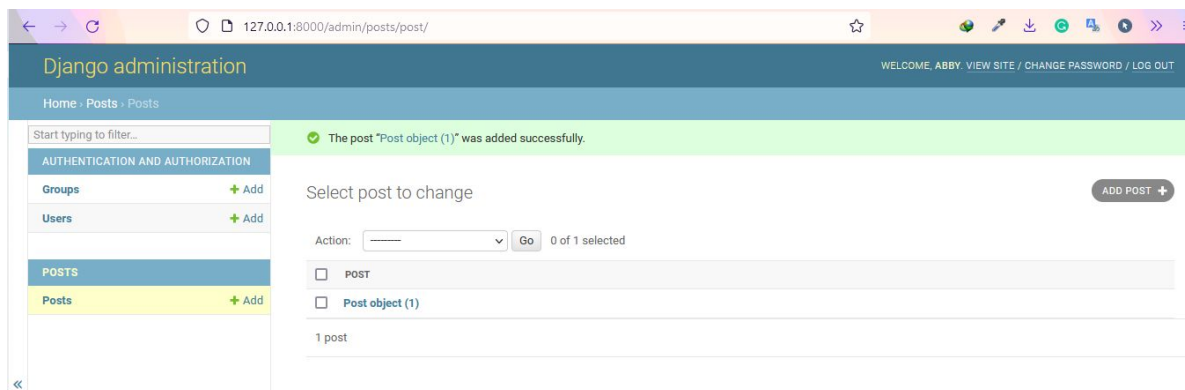 127.0.0.1:8000/admin/posts/post/
Django administration
WELCOME, ABBY. VIEW SITE / CHANGE PASSWORD / LOG OUT
Home › Posts › Posts
Start typing to filter...
The post “Post object (1)” was added successfully.
AUTHENTICATION AND AUTHORIZATION
Groups + Add
Users + Add
Select post to change
ADD POST +
Action: --------- Go 0 of 1 selected
POSTS
Posts + Add
POST
Post object (1)
1 post
«